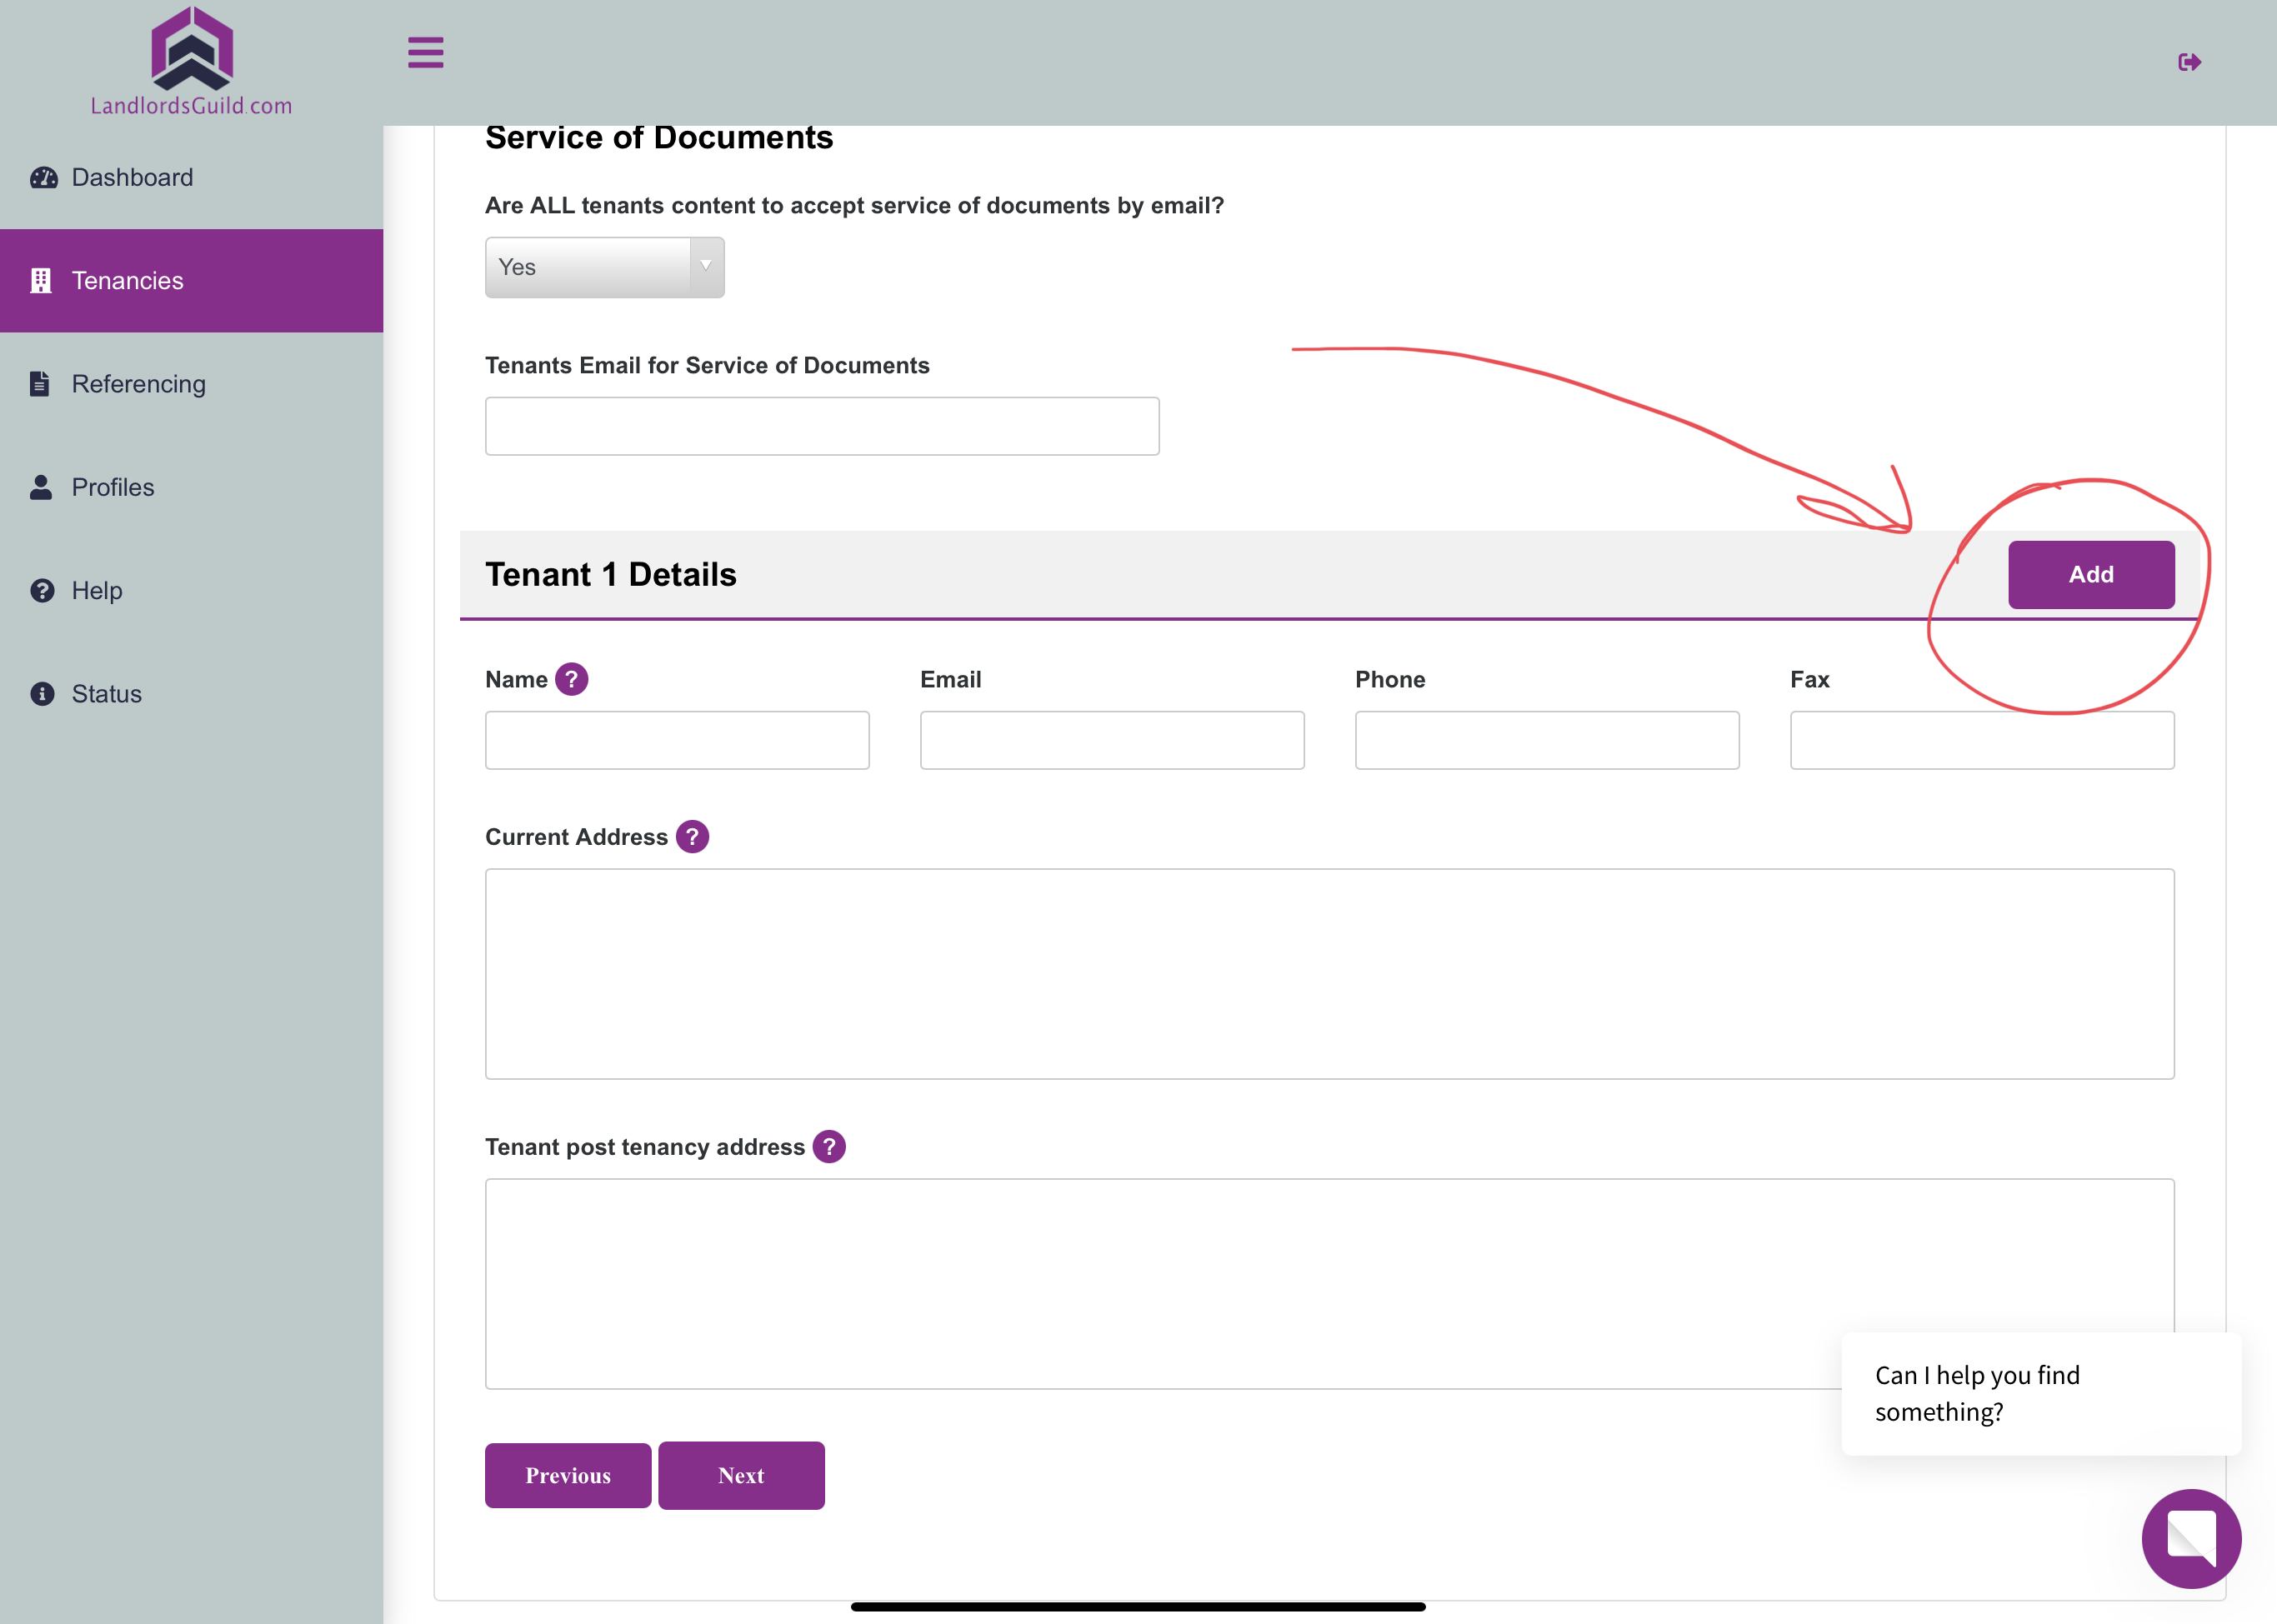 LandlordsGuild.com
Dashboard
Tenancies
Referencing
Profiles
Help
Status
Service of Documents
Are ALL tenants content to accept service of documents by email?
Yes
Tenants Email for Service of Documents
Tenant 1 Details
Add
Name ?
Email
Phone
Fax
Current Address ?
Tenant post tenancy address ?
Can I help you find
something?
Previous
Next